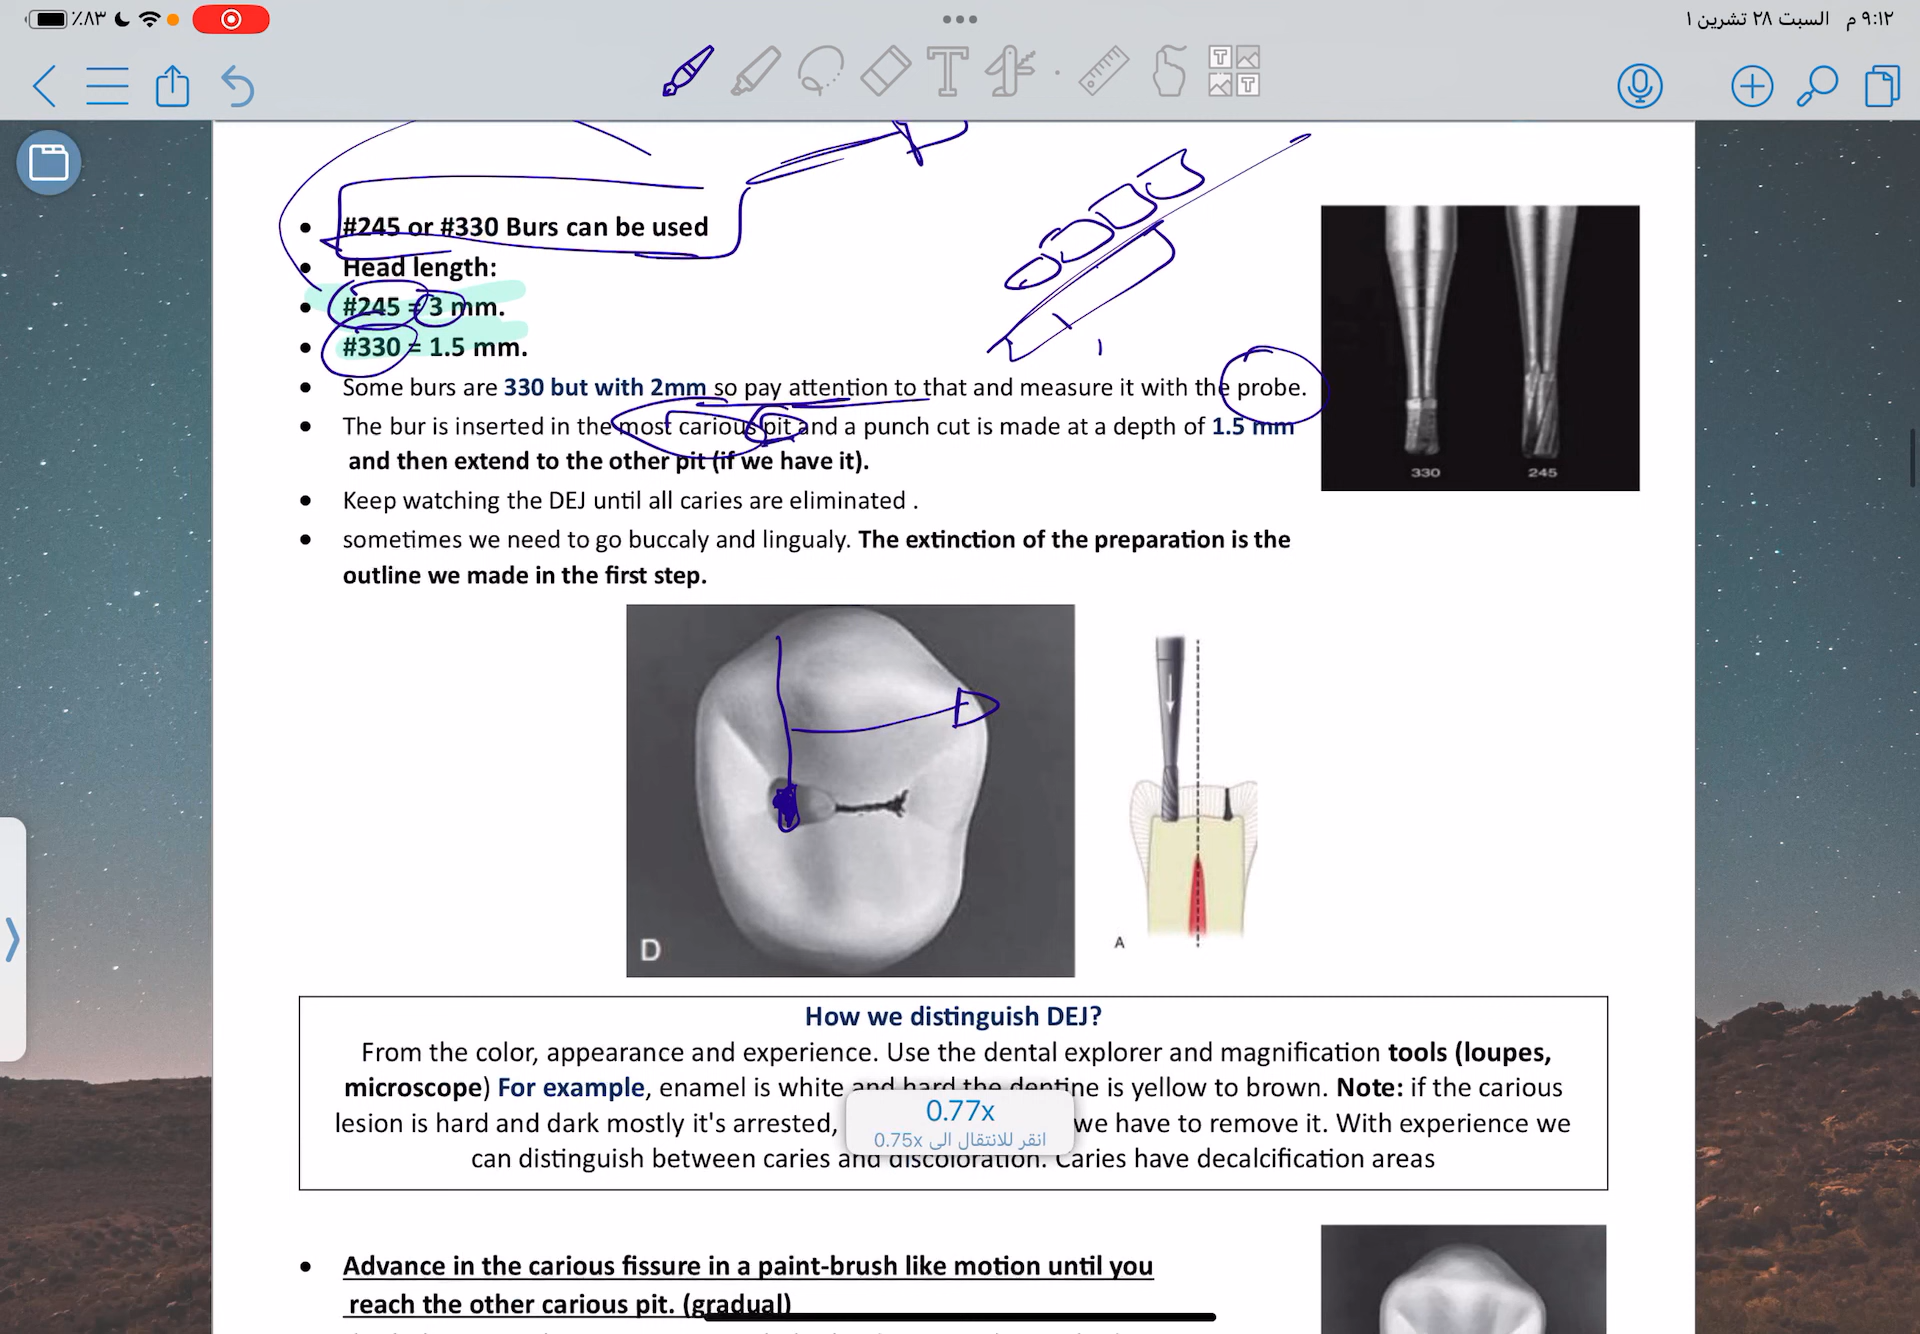 ٪٨٣
٩:١٢ م السبت ٢٨ تشرين ١
#245 or #330 Burs can be used
Head length:
#245 = 3 mm.
#330 = 1.5 mm.
Some burs are 330 but with 2mm so pay attention to that and measure it with the probe.
The bur is inserted in the most carious pit and a punch cut is made at a depth of 1.5 mm
and then extend to the other pit (if we have it).
Keep watching the DEJ until all caries are eliminated .
sometimes we need to go buccaly and lingualy. The extinction of the preparation is the
outline we made in the first step.
330 245
D
A
How we distinguish DEJ?
From the color, appearance and experience. Use the dental explorer and magnification tools (loupes,
microscope) For example, enamel is white and hard the dentine is yellow to brown. Note: if the carious
lesion is hard and dark mostly it's arrested, we have to remove it. With experience we
can distinguish between caries and discoloration. Caries have decalcification areas
0.77x
انقر للانتقال الى 0.75x
Advance in the carious fissure in a paint-brush like motion until you
reach the other carious pit. (gradual)